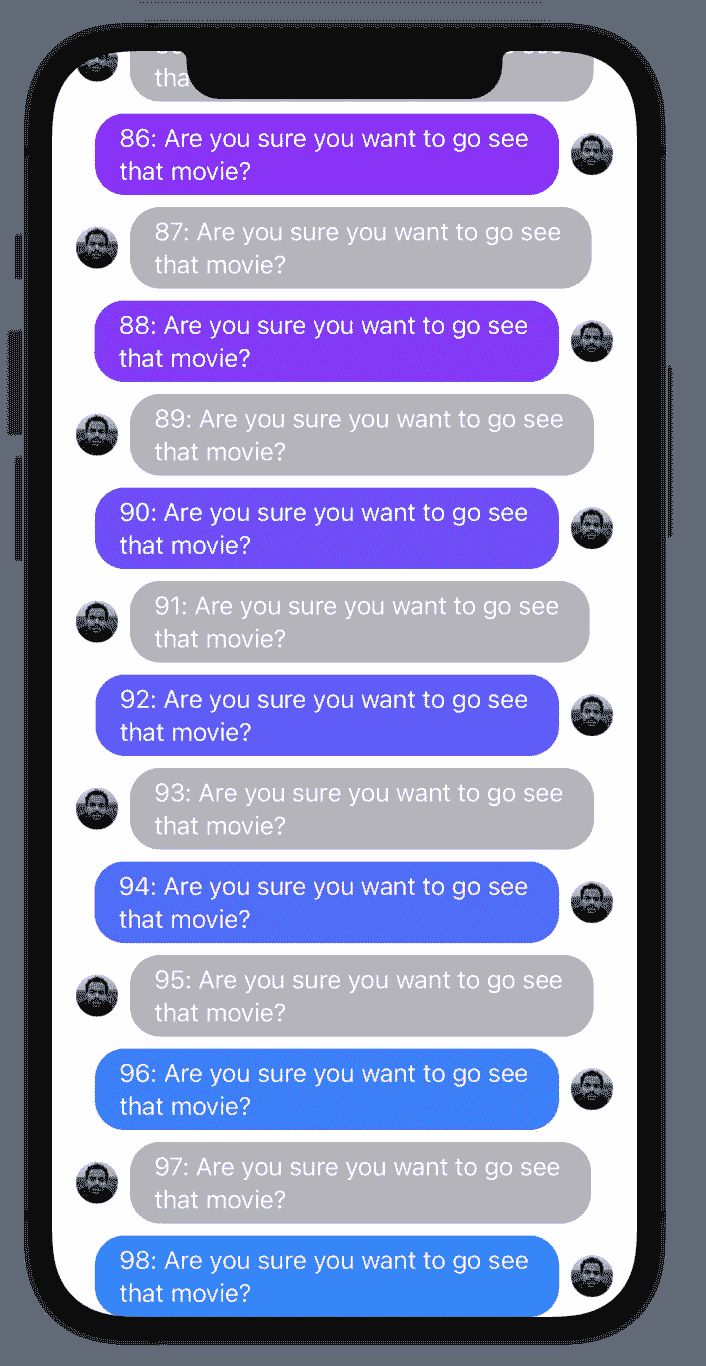 tha
86: Are you sure you want to go see
that movie?
87: Are you sure you want to go see
that movie?
88: Are you sure you want to go see
that movie?
89: Are you sure you want to go see
that movie?
90: Are you sure you want to go see
that movie?
91: Are you sure you want to go see
that movie?
92: Are you sure you want to go see
that movie?
93: Are you sure you want to go see
that movie?
94: Are you sure you want to go see
that movie?
95: Are you sure you want to go see
that movie?
96: Are you sure you want to go see
that movie?
97: Are you sure you want to go see
that movie?
98: Are you sure you want to go see
that movie?